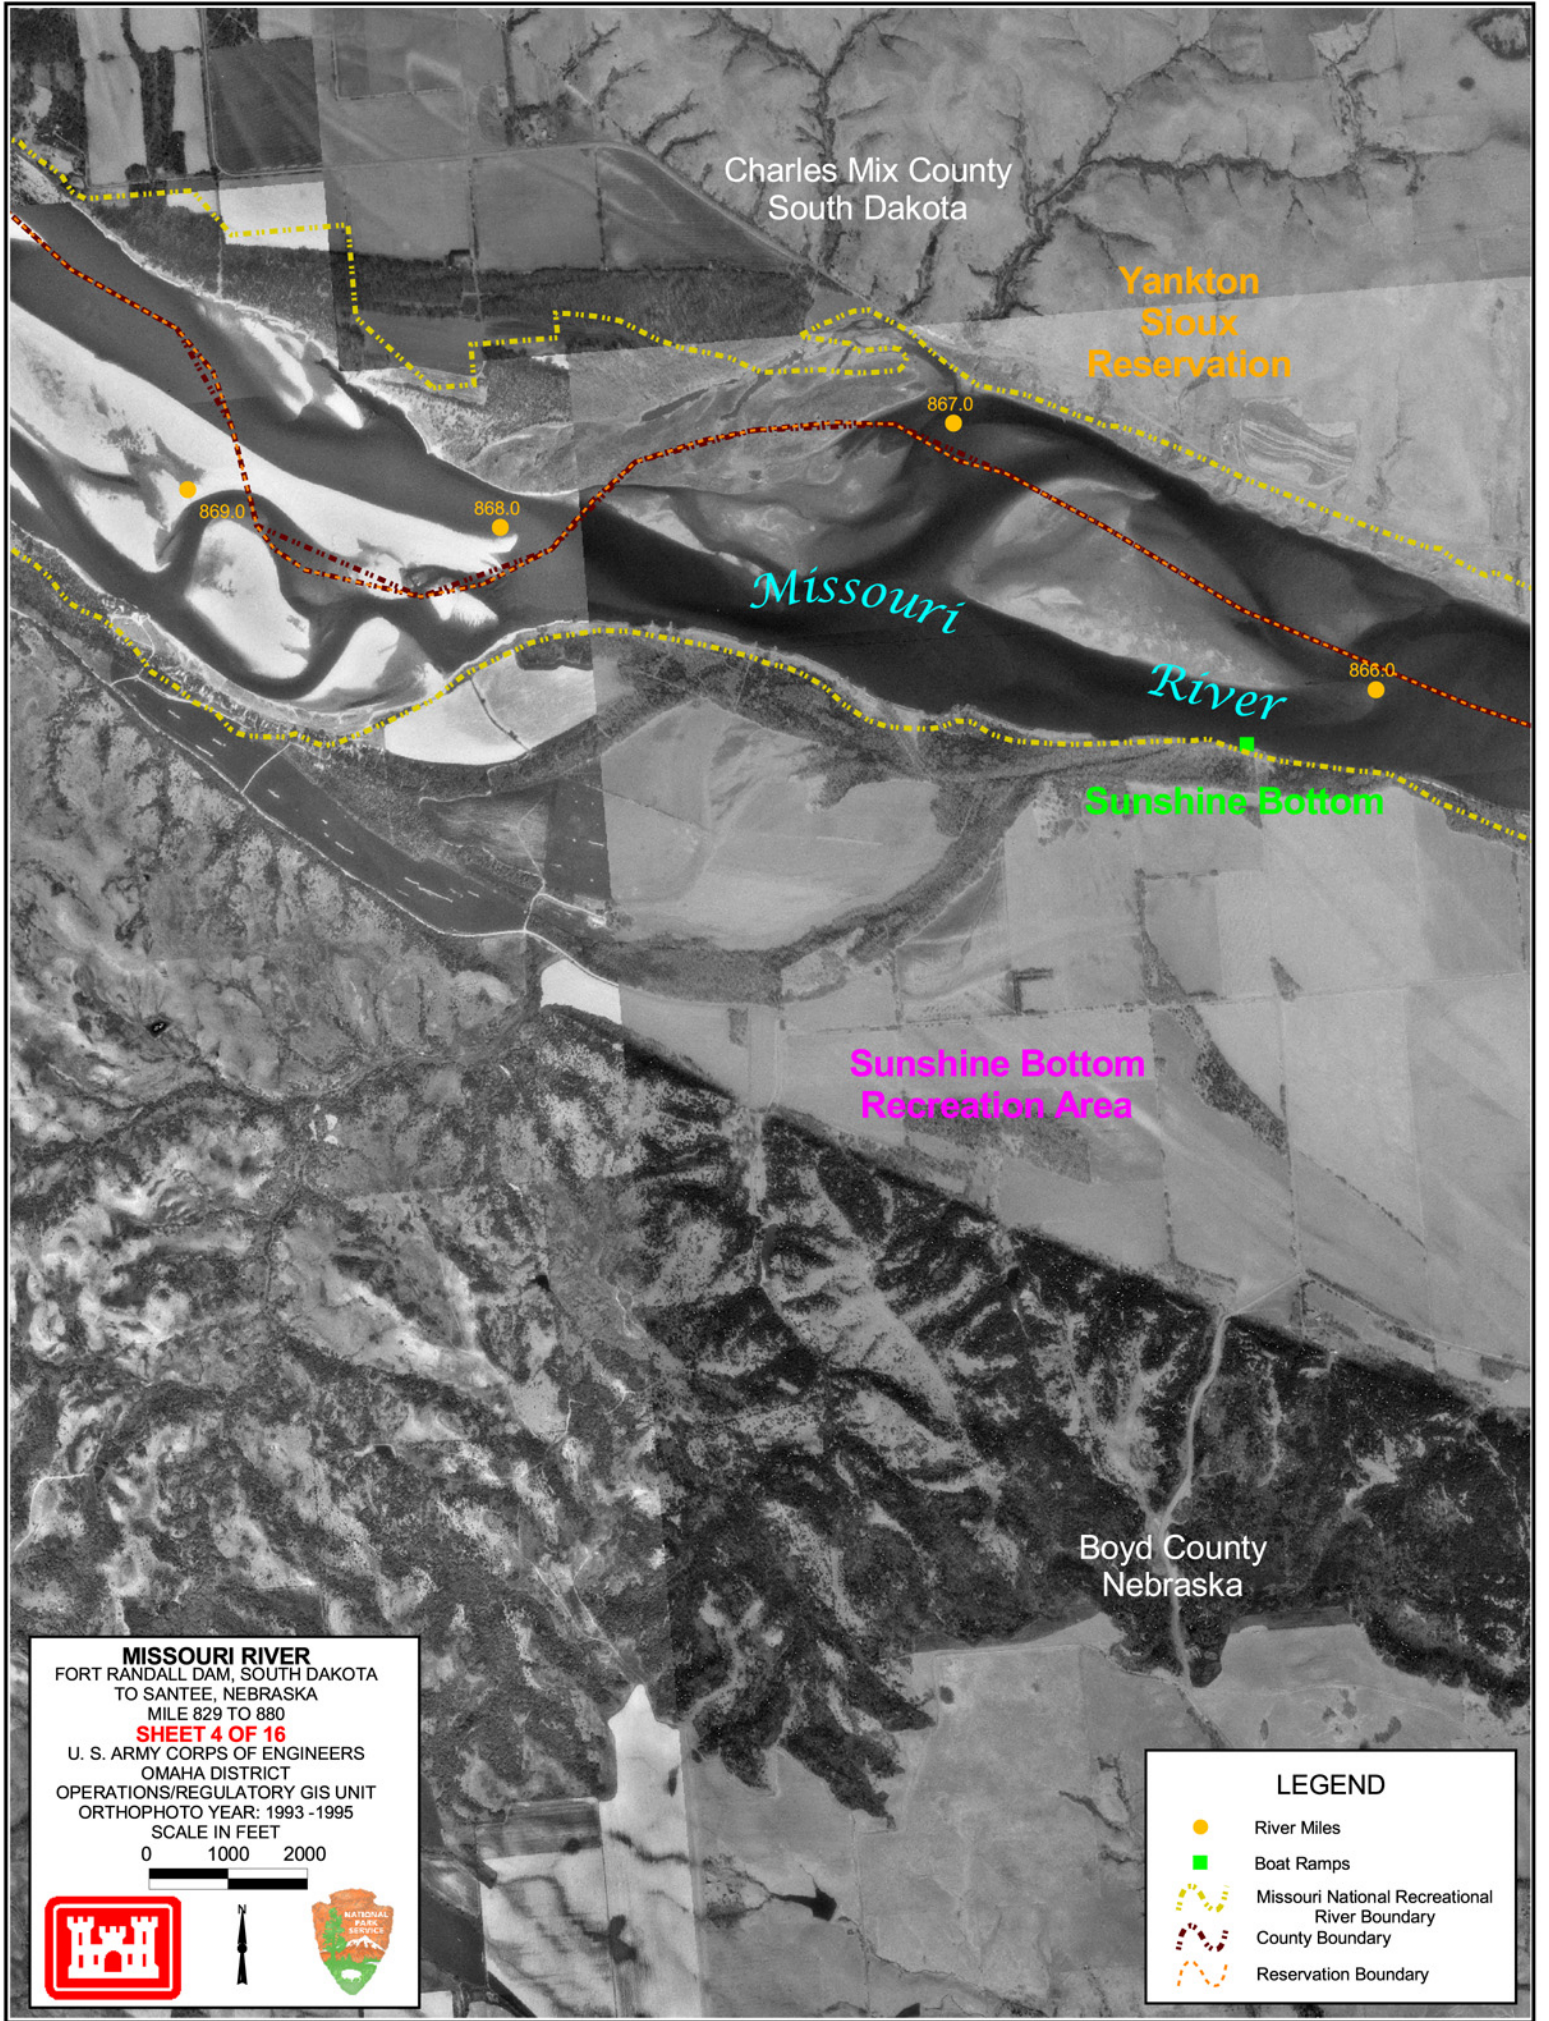 Charles Mix County
South Dakota
Yankton
Sioux
Reservation
867.0
869.0
868.0
Missouri
River
866.0
Sunshine Bottom
Sunshine Bottom
Recreation Area
Boyd County
Nebraska
MISSOURI RIVER
FORT RANDALL DAM, SOUTH DAKOTA
TO SANTEE, NEBRASKA
MILE 829 TO 880
SHEET 4 OF 16
U. S. ARMY CORPS OF ENGINEERS
OMAHA DISTRICT
OPERATIONS/REGULATORY GIS UNIT
ORTHOPHOTO YEAR: 1993 -1995
SCALE IN FEET
0 1000 2000
N
NATIONAL
PARK
SERVICE
LEGEND
River Miles
Boat Ramps
Missouri National Recreational
River Boundary
County Boundary
Reservation Boundary